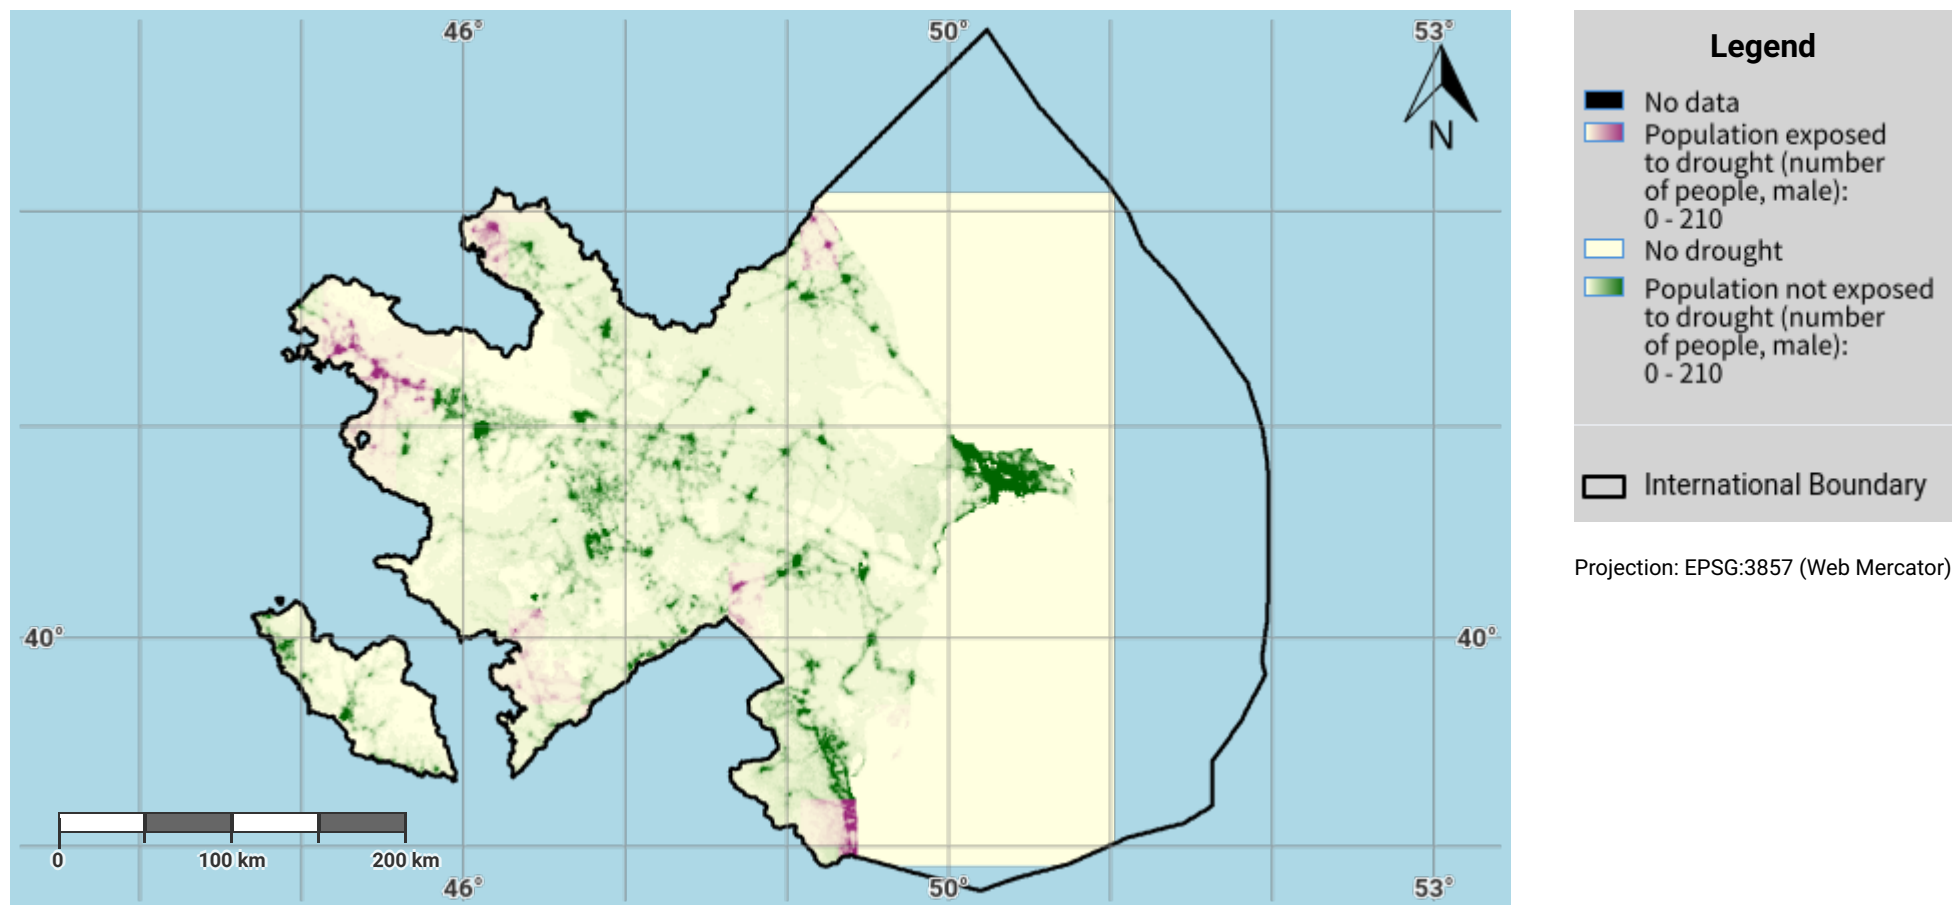 46° 50° 53°
N
40° 40°
0 100 km 200 km
46° 50° 53°
Legend
No data
Population exposed
to drought (number
of people, male):
0 - 210
No drought
Population not exposed
to drought (number
of people, male):
0 - 210
International Boundary
Projection: EPSG:3857 (Web Mercator)